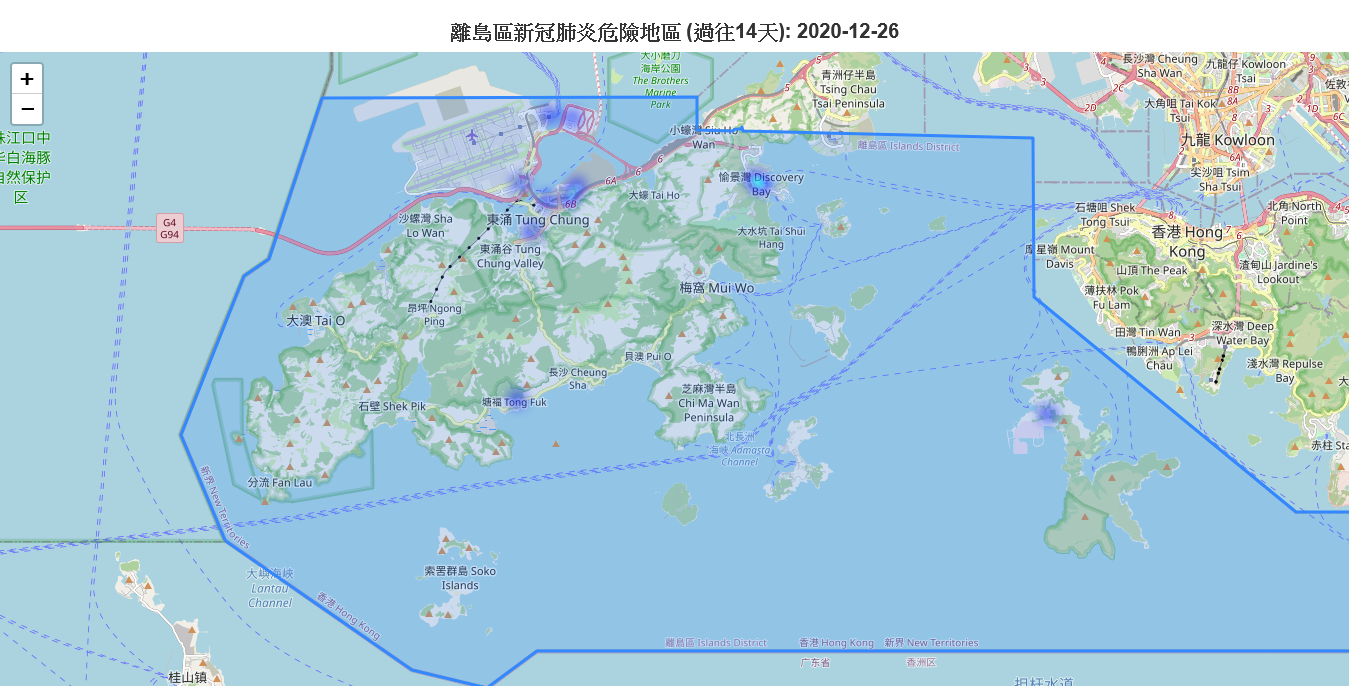 離島區新冠肺炎危險地區 (過往14天): 2020-12-26
+
−
大小磨刀
海岸公園
The Brothers
Marine
Park
青洲仔半島
Tsing Chau
Tsai Peninsula
長沙灣 Cheung
Sha Wan
九龍仔 Kowloon
Tsai
大角咀 Tai Kok
Tsui
九龍 Kowloon
尖沙咀 Tsim
Sha Tsui
5
5
3
3
2D
2C
8A
8B
2
6C
珠江口中
华白海豚
自然保护
区
小蠔灣 Siu Ho
Wan
離島區 Islands District
6
6A
6B
愉景灣 Discovery
Bay
大蠔 Tai Ho
G4
G94
沙螺灣 Sha
Lo Wan
東涌 Tung Chung
東涌谷 Tung
Chung Valley
大水坑 Tai Shui
Hang
石塘咀 Shek
Tong Tsui
北角 North
Point
香港 Hong
Kong
摩星嶺 Mount
Davis
山頂 The Peak
渣甸山 Jardine's
Lookout
薄扶林 Pok
Fu Lam
梅窩 Mui Wo
昂坪 Ngong
Ping
大澳 Tai O
田灣 Tin Wan
深水灣 Deep
Water Bay
鴨脷洲 Ap Lei
Chau
淺水灣 Repulse
Bay
貝澳 Pui O
長沙 Cheung
Sha
芝麻灣半島
Chi Ma Wan
Peninsula
石壁 Shek Pik
塘福 Tong Fuk
北長洲
海峽 Adamasta
Channel
赤柱 Sta
分流 Fan Lau
新界 New Territories
索罟群島 Soko
Islands
大嶼海峽
Lantau
Channel
香港 Hong Kong
離島區 Islands District
香港 Hong Kong
新界 New Territories
广东省
香洲区
桂山镇
担杆水道